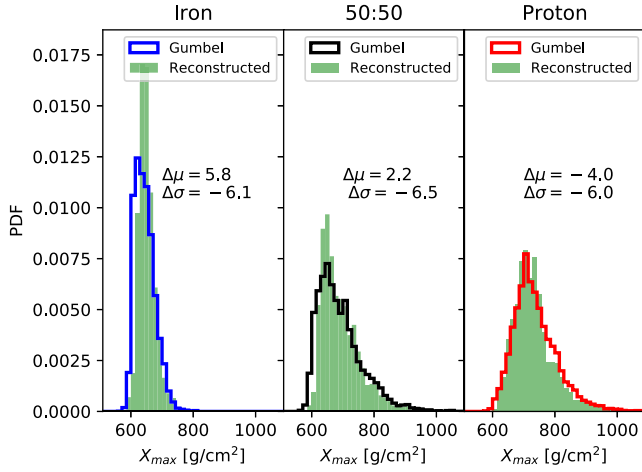 Iron 50:50 Proton
Gumbel
Reconstructed
Gumbel
Reconstructed
Gumbel
Reconstructed
Δμ = 5.8
Δσ = −6.1
Δμ = 2.2
Δσ = −6.5
Δμ = −4.0
Δσ = −6.0
PDF
0.0175
0.0150
0.0125
0.0100
0.0075
0.0050
0.0025
0.0000
600 800 1000 600 800 1000 600 800 1000
X_max [g/cm²] X_max [g/cm²] X_max [g/cm²]